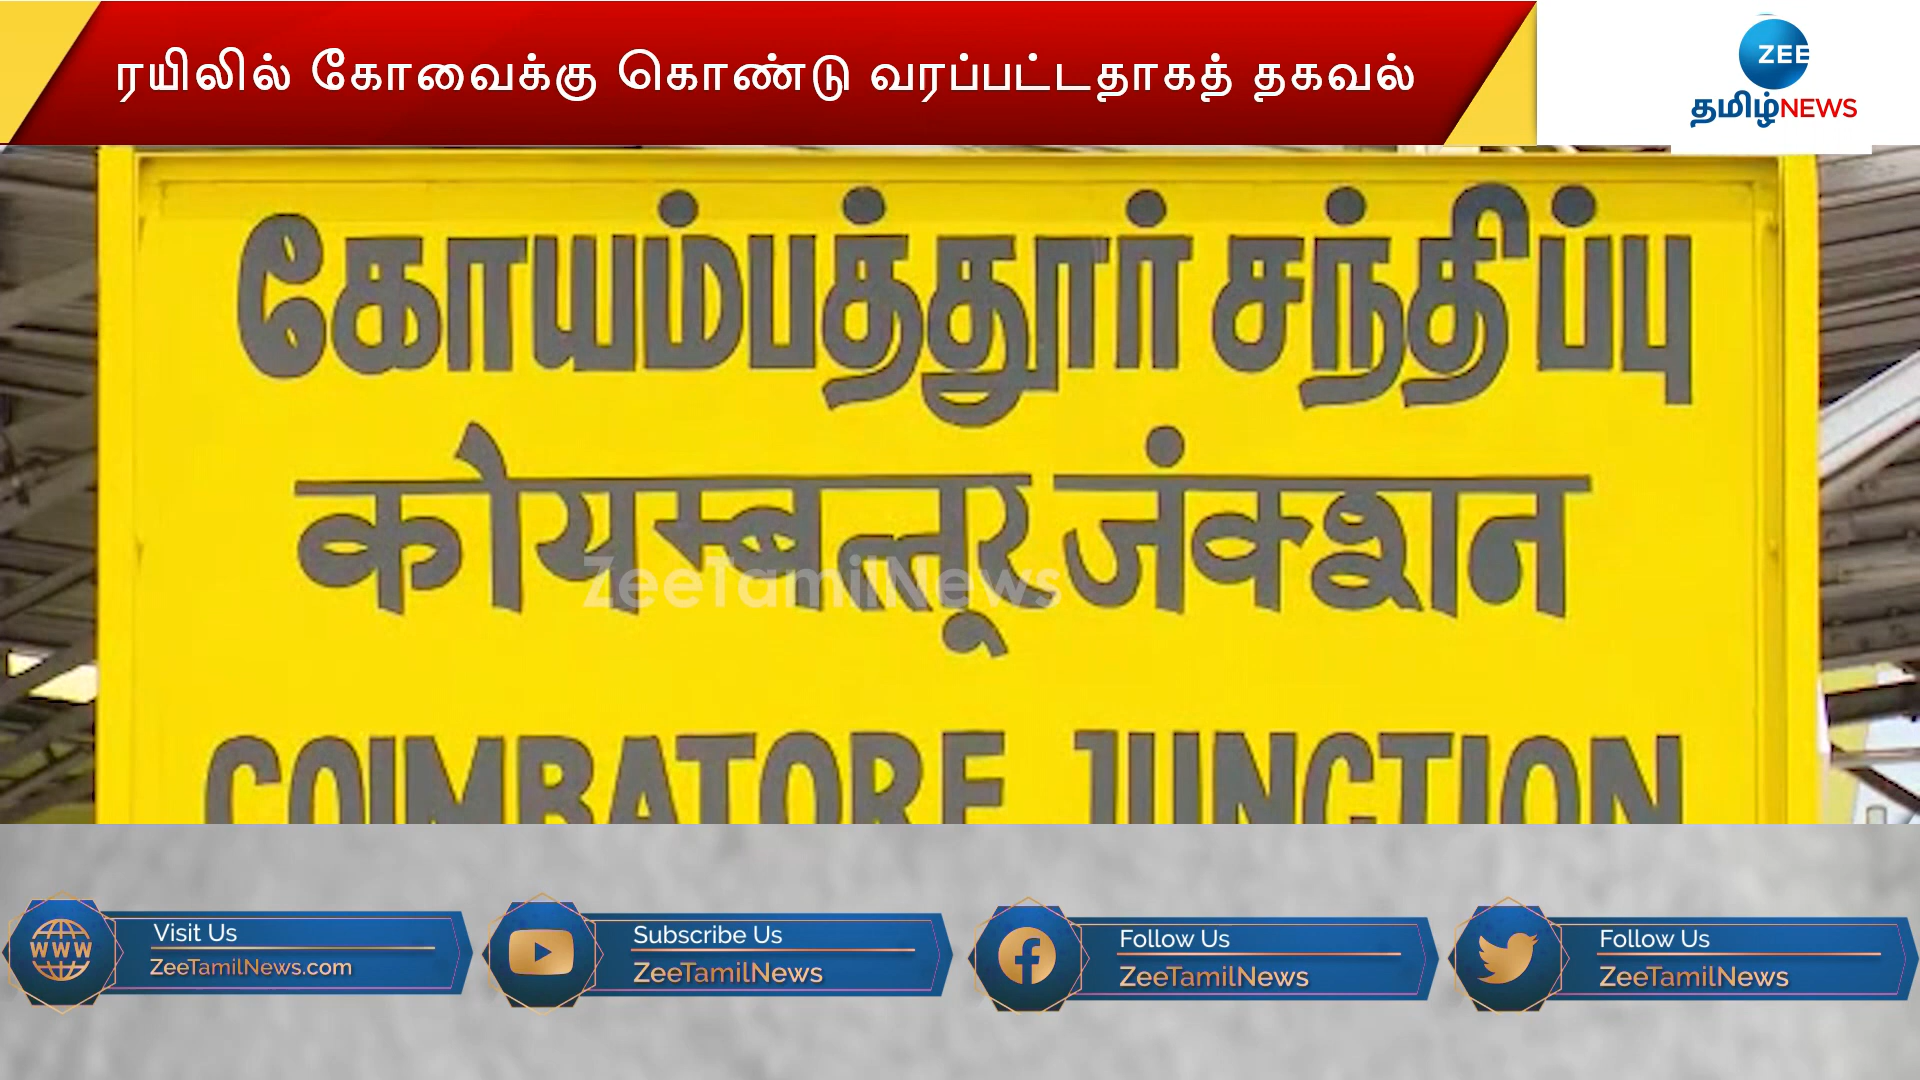 ரயிலில் கோவைக்கு கொண்டு வரப்பட்டதாகத் தகவல்
ZEE
தமிழ்NEWS
கோயம்பத்தூர் சந்திப்பு
कोयम्बत्तूर जंक्शन
ZeeTamilNews
COIMBATORE JUNCTION
WWW
Visit Us
ZeeTamilNews.com
Subscribe Us
ZeeTamilNews
Follow Us
ZeeTamilNews
Follow Us
ZeeTamilNews